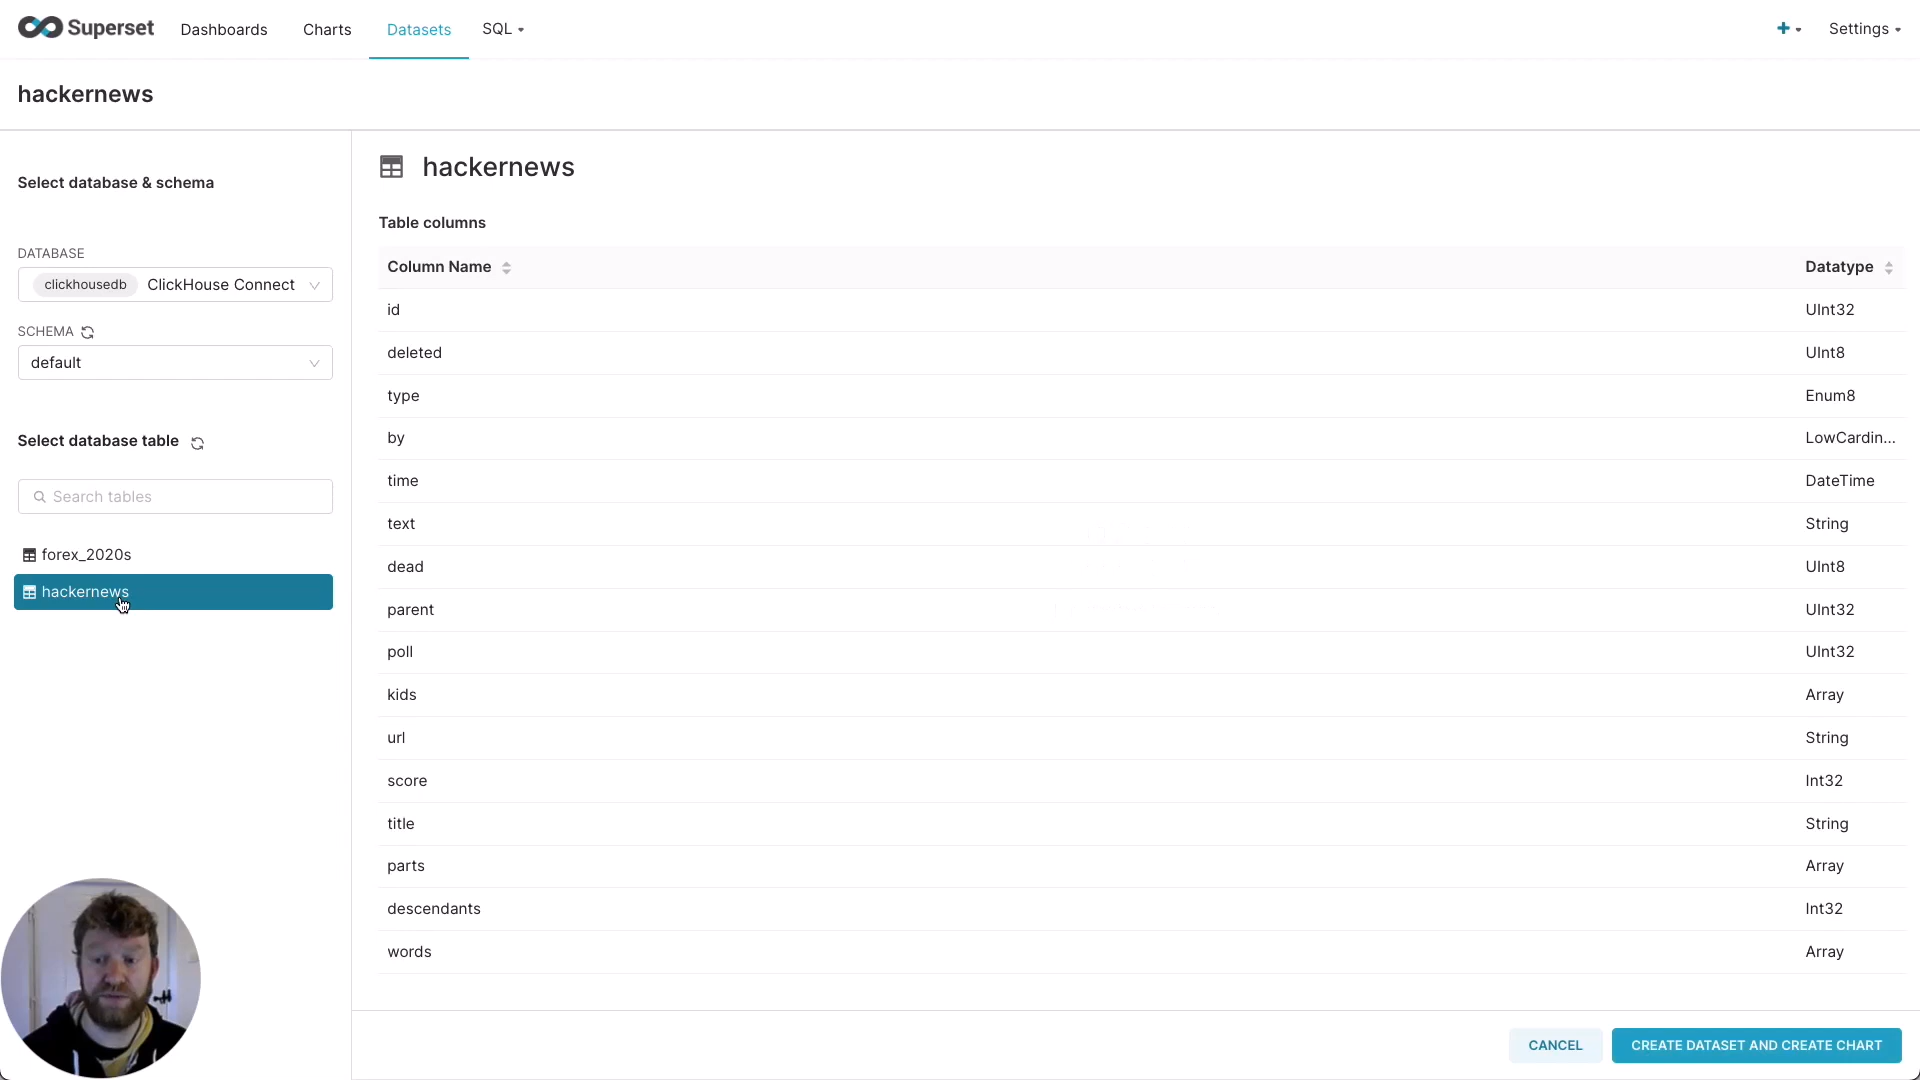 Superset Dashboards Charts Datasets SQL Settings
hackernews
Select database & schema
DATABASE
clickhousedb ClickHouse Connect
SCHEMA
default
Select database table
Search tables
forex_2020s
hackernews
hackernews
Table columns
Column Name Datatype
id UInt32
deleted UInt8
type Enum8
by LowCardin...
time DateTime
text String
dead UInt8
parent UInt32
poll UInt32
kids Array
url String
score Int32
title String
parts Array
descendants Int32
words Array
CANCEL CREATE DATASET AND CREATE CHART